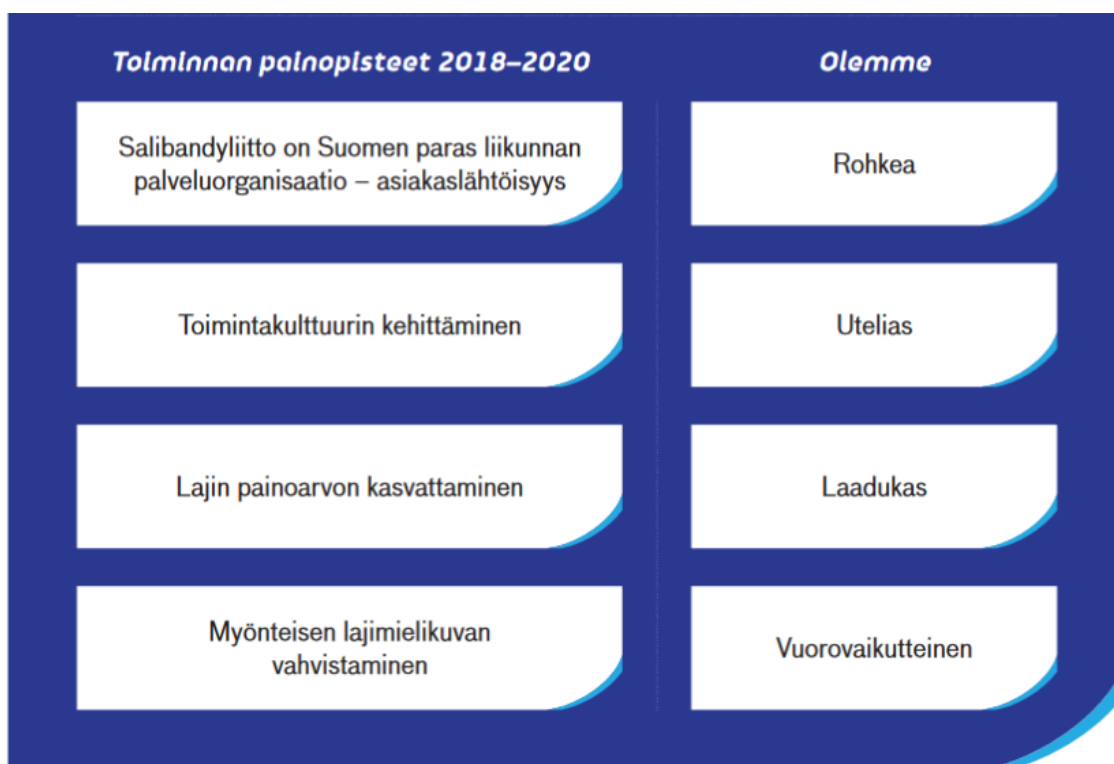 Toiminnan painopisteet 2018–2020
Olemme
Salibandyliitto on Suomen paras liikunnan
palveluorganisaatio – asiakaslähtöisyys
Rohkea
Toimintakulttuurin kehittäminen
Utelias
Lajin painoarvon kasvattaminen
Laadukas
Myönteisen lajimielikuvan
vahvistaminen
Vuorovaikutteinen